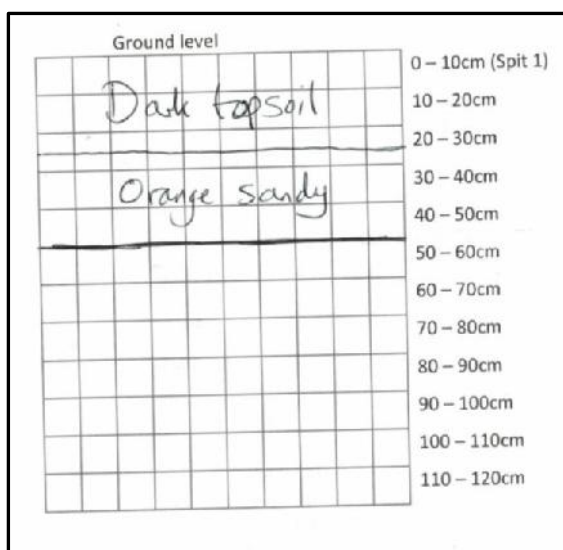 Ground level
0 – 10cm (Spit 1)
Dark topsoil
10 – 20cm
20 – 30cm
Orange sandy
30 – 40cm
40 – 50cm
50 – 60cm
60 – 70cm
70 – 80cm
80 – 90cm
90 – 100cm
100 – 110cm
110 – 120cm